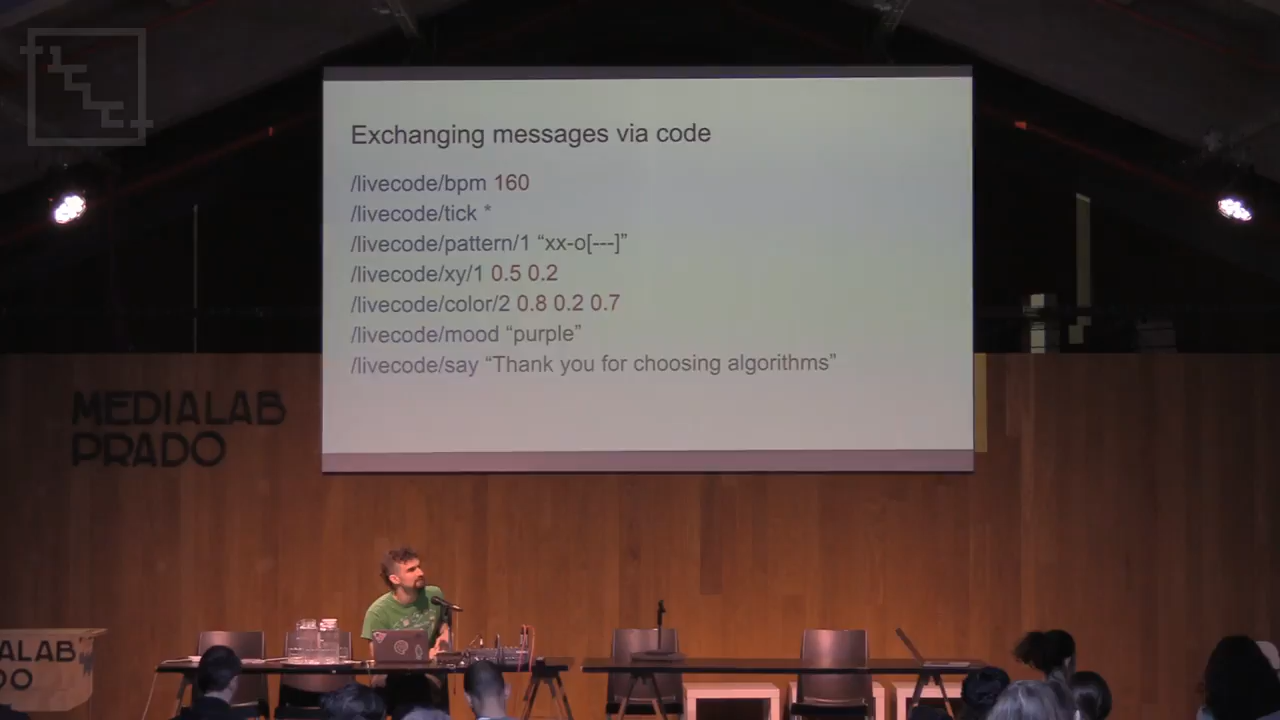 Exchanging messages via code
/livecode/bpm 160
/livecode/tick *
/livecode/pattern/1 “xx-o[---]”
/livecode/xy/1 0.5 0.2
/livecode/color/2 0.8 0.2 0.7
/livecode/mood “purple”
/livecode/say “Thank you for choosing algorithms”
MEDIALAB
PRADO
ALAB
DO